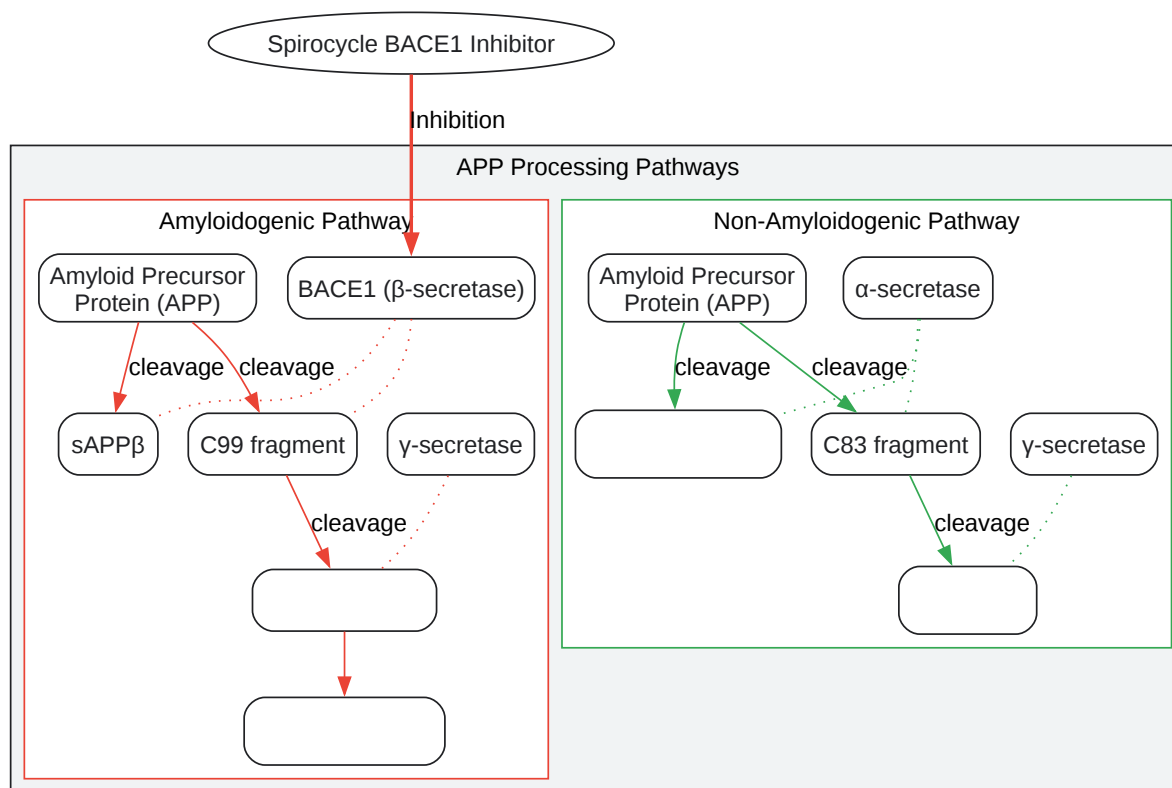 Spirocycle BACE1 Inhibitor
Inhibition
APP Processing Pathways
Amyloidogenic Pathway
Amyloid Precursor
Protein (APP)
BACE1 (β-secretase)
cleavage
cleavage
sAPPβ
C99 fragment
γ-secretase
cleavage
Non-Amyloidogenic Pathway
Amyloid Precursor
Protein (APP)
α-secretase
cleavage
cleavage
C83 fragment
γ-secretase
cleavage